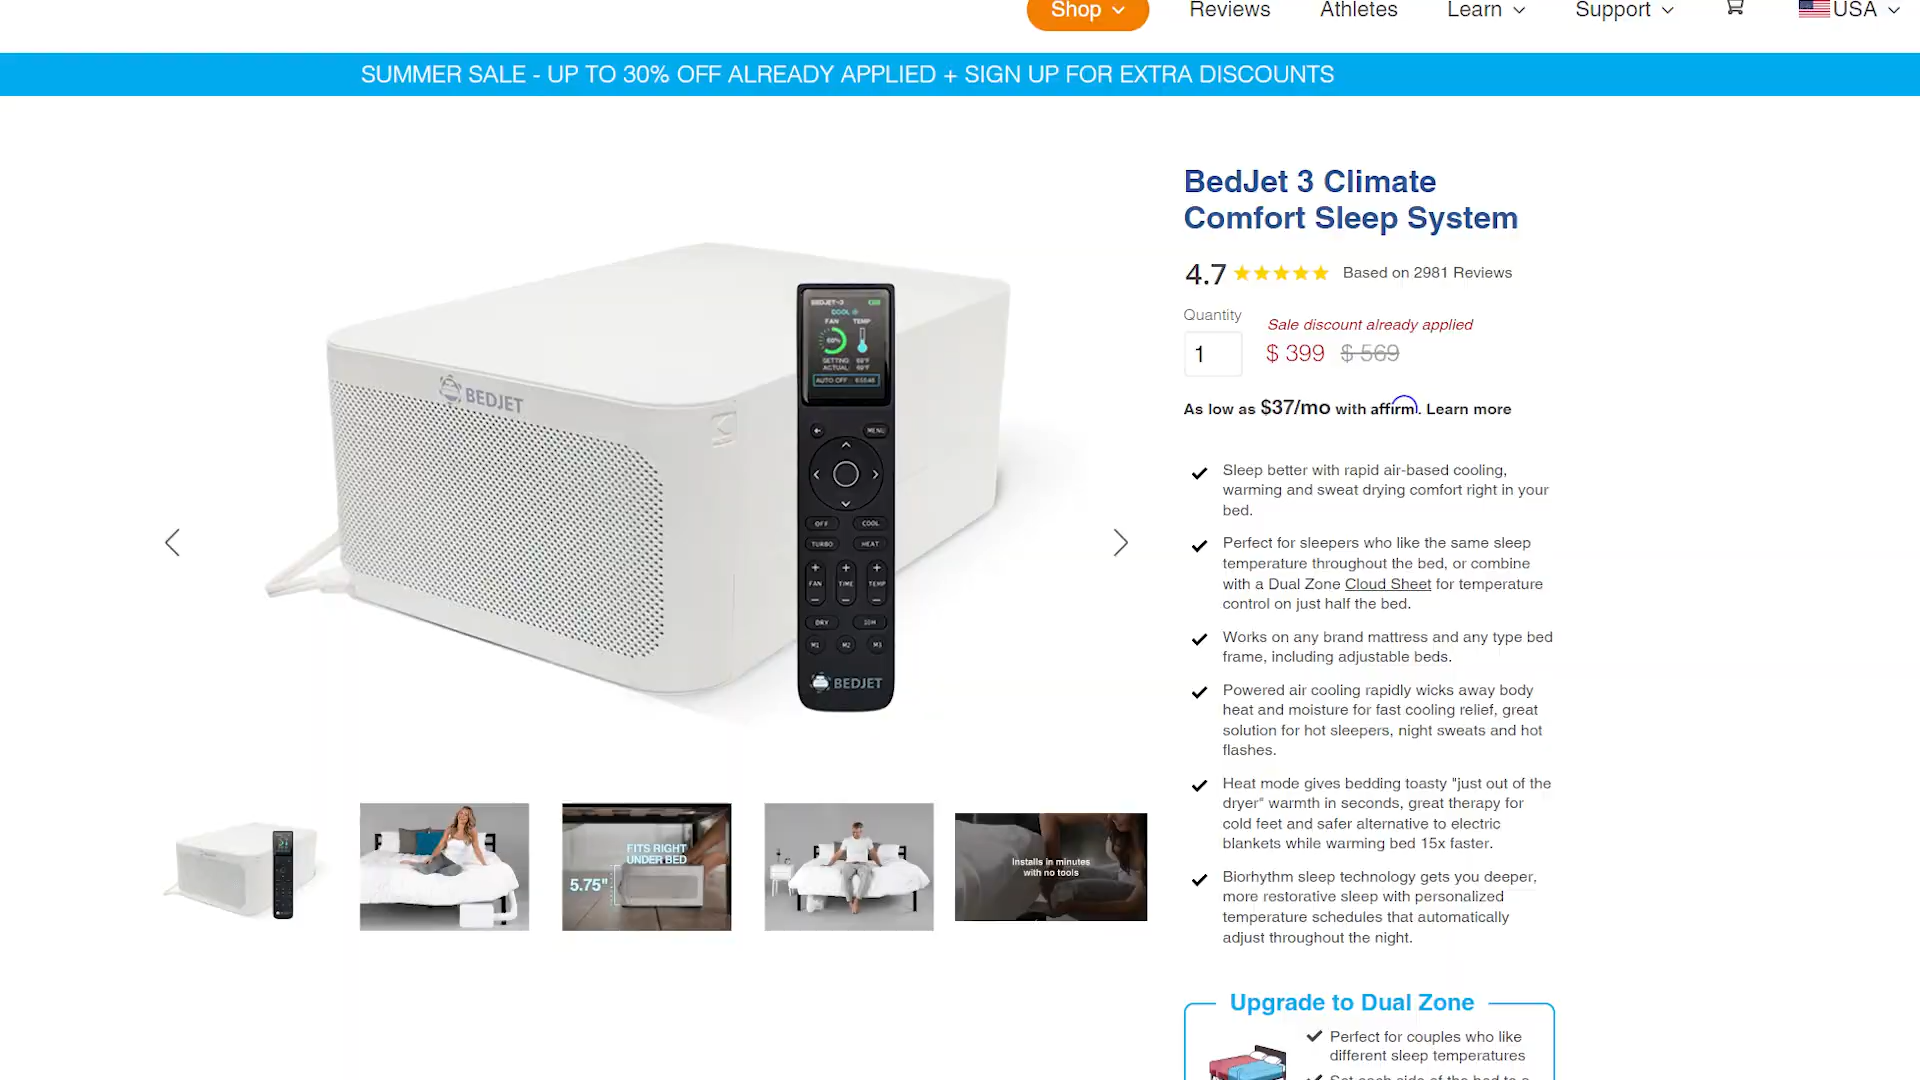 Shop
Reviews
Athletes
Learn
Support
USA
SUMMER SALE - UP TO 30% OFF ALREADY APPLIED + SIGN UP FOR EXTRA DISCOUNTS
BedJet 3 Climate
Comfort Sleep System
4.7
Based on 2981 Reviews
Quantity
1
Sale discount already applied
$ 399 $ 569
As low as $37/mo with affirm. Learn more
Sleep better with rapid air-based cooling,
warming and sweat drying comfort right in your
bed.
Perfect for sleepers who like the same sleep
temperature throughout the bed, or combine
with a Dual Zone Cloud Sheet for temperature
control on just half the bed.
Works on any brand mattress and any type bed
frame, including adjustable beds.
Powered air cooling rapidly wicks away body
heat and moisture for fast cooling relief, great
solution for hot sleepers, night sweats and hot
flashes.
Heat mode gives bedding toasty "just out of the
dryer" warmth in seconds, great therapy for
cold feet and safer alternative to electric
blankets while warming bed 15x faster.
Biorhythm sleep technology gets you deeper,
more restorative sleep with personalized
temperature schedules that automatically
adjust throughout the night.
Upgrade to Dual Zone
Perfect for couples who like
different sleep temperatures
Set each side of the bed to a
BEDJET
BEDJET-3
COOL
FAN TEMP
60%
SETTING 69°F
ACTUAL 69°F
AUTO OFF
MENU
OFF COOL
TURBO HEAT
FAN TIME TEMP
DRY
M1 M2 M3
BEDJET
FITS RIGHT
UNDER BED
5.75"
Installs in minutes
with no tools